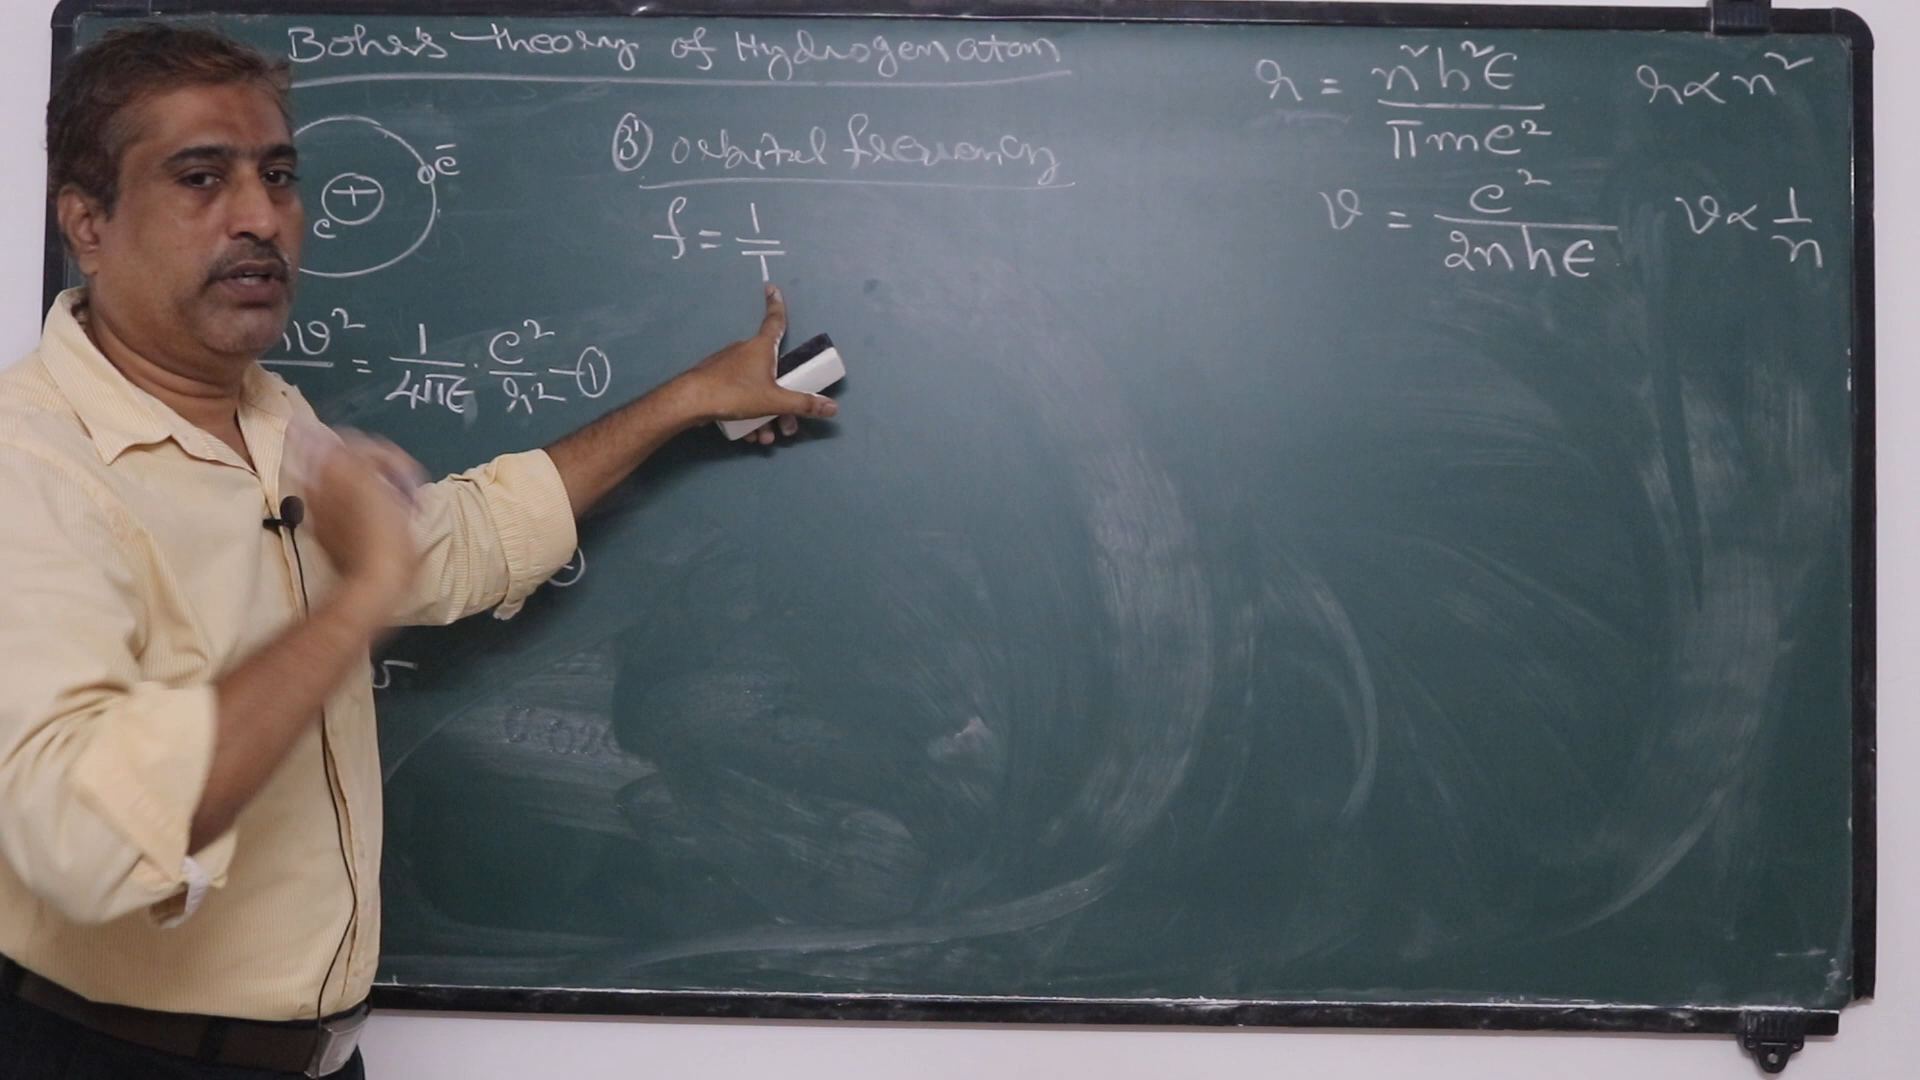 Bohr's theory of Hydrogen atom
e⁻
+
e
mv² = 1/4πϵ · e²/r² — ①
③ orbital frequency
f = 1/T
r = n²h²ϵ/πme²
r ∝ n²
v = e²/2nhϵ
v ∝ 1/n